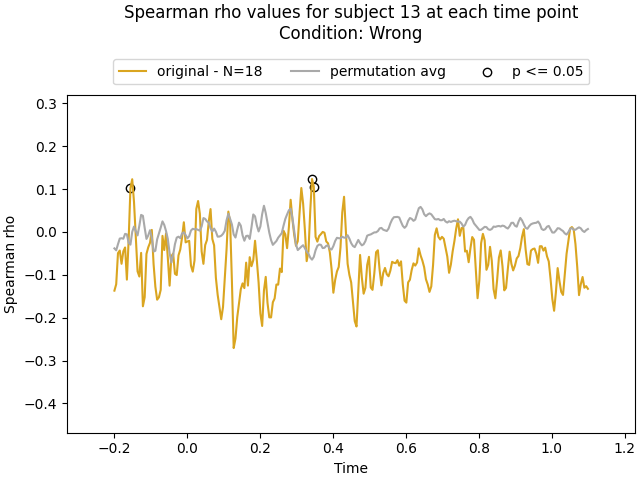 Spearman rho values for subject 13 at each time point
Condition: Wrong
original - N=18 permutation avg p <= 0.05
0.3
0.2
0.1
0.0
−0.1
−0.2
−0.3
−0.4
Spearman rho
−0.2 0.0 0.2 0.4 0.6 0.8 1.0 1.2
Time